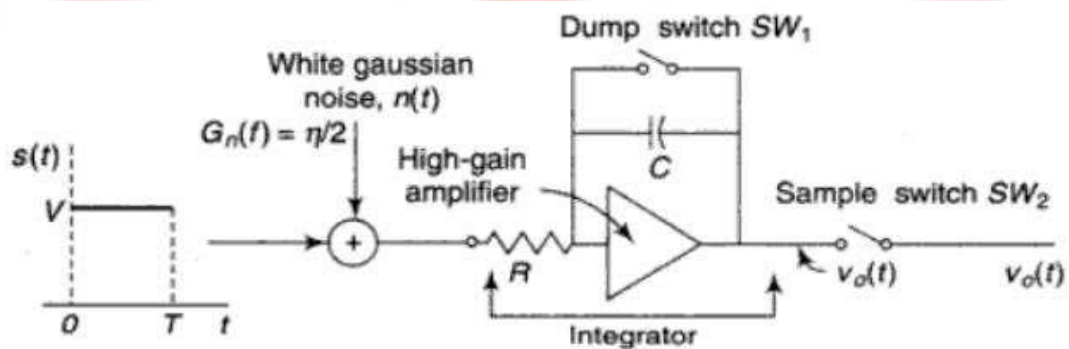 Dump switch SW₁
White gaussian
noise, n(t)
Gₙ(f) = η/2
s(t)
V
High-gain
amplifier
C
Sample switch SW₂
+
R
vₒ(t)
vₒ(t)
0
T
t
Integrator